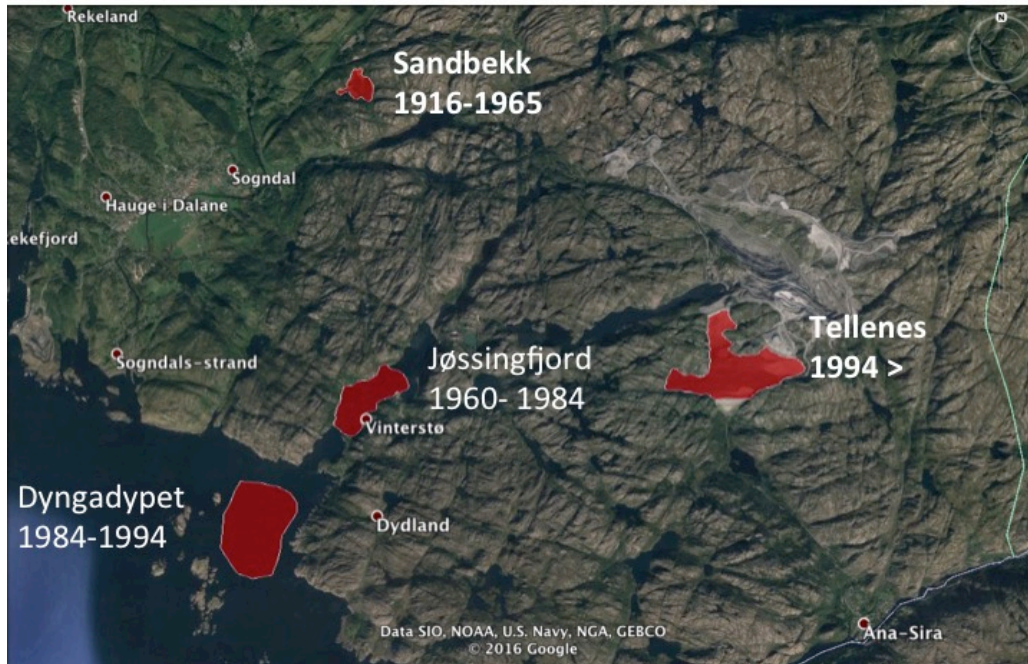 Rekeland
N
Sandbekk
1916-1965
Sogndal
Hauge i Dalane
ekefjord
Sogndals-strand
Jøssingfjord
1960- 1984
Tellenes
1994 >
Vinterstø
Dyngadypet
1984-1994
Dydland
Data SIO, NOAA, U.S. Navy, NGA, GEBCO
© 2016 Google
Ana-Sira